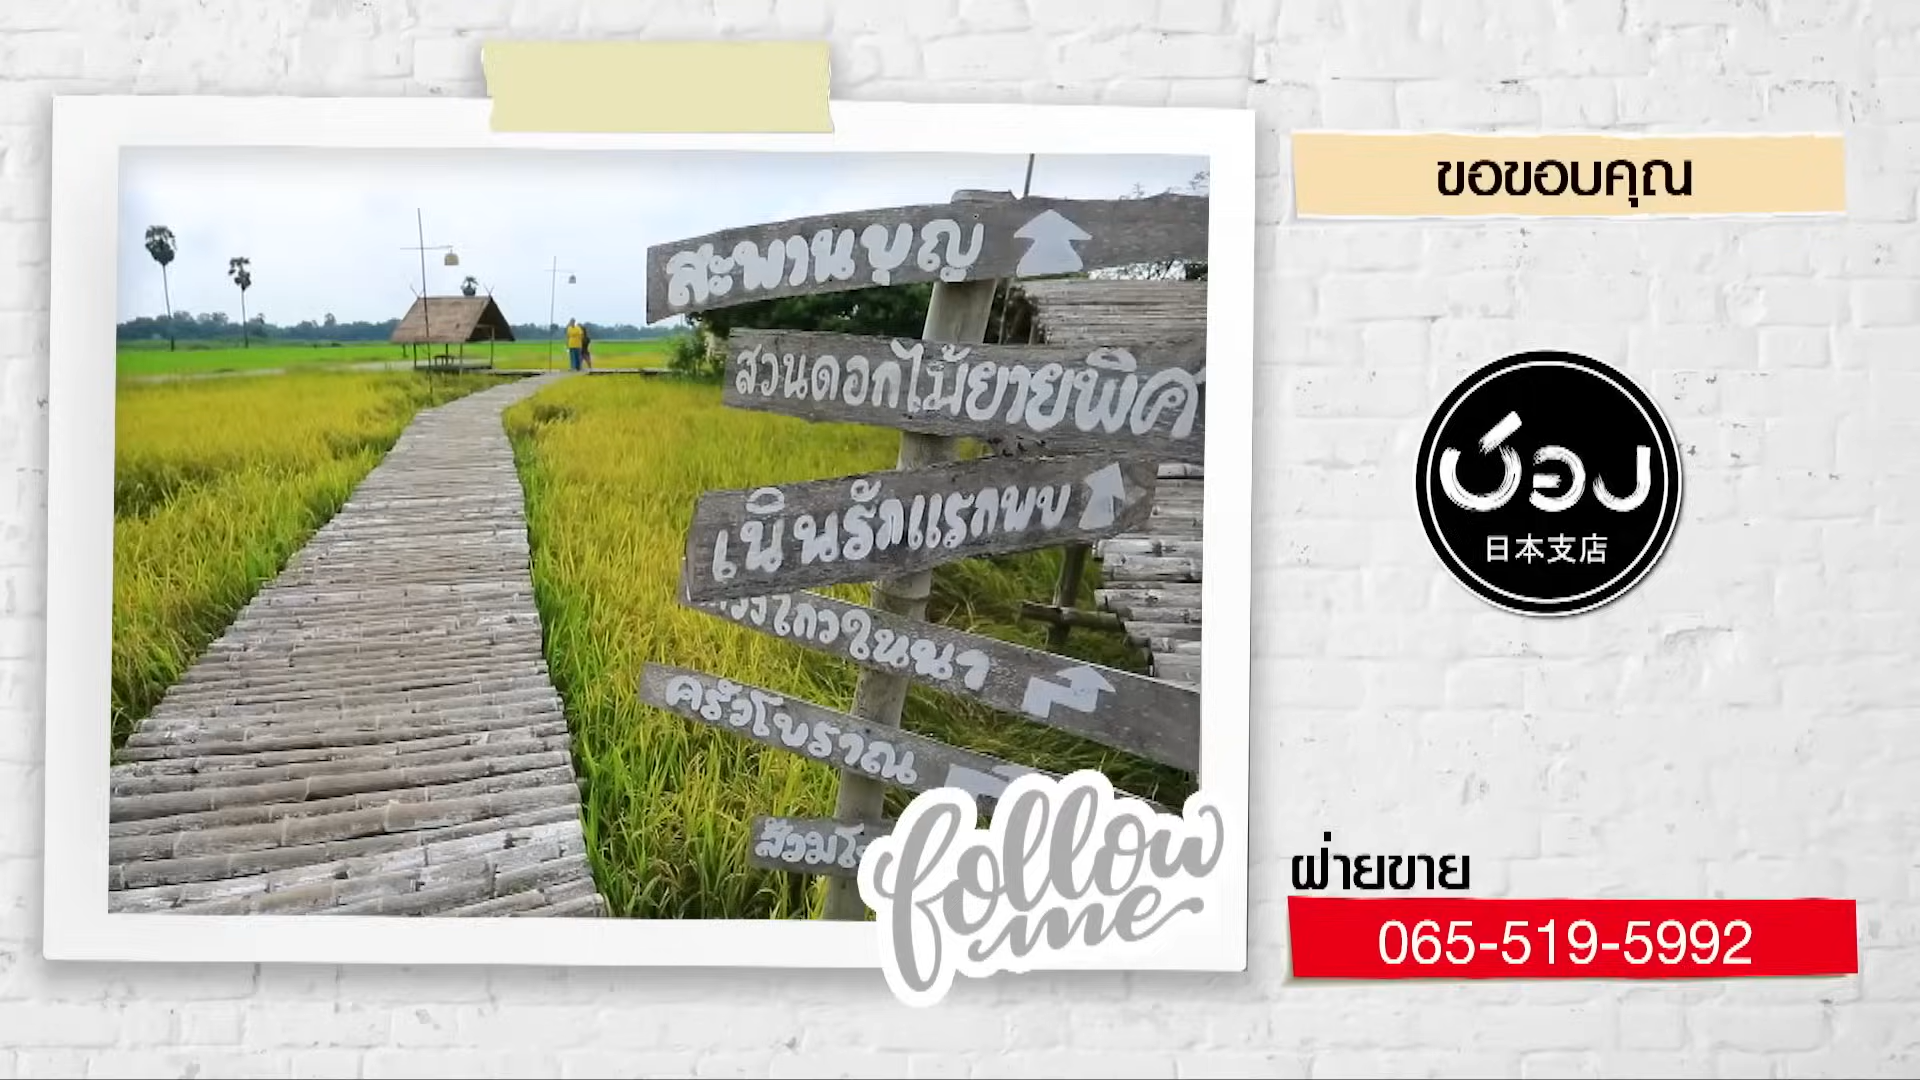 สะพานบุญ
สวนดอกไม้ยายพิศ
เนินรักแรกพบ
ครัวโบราณ
follow
me
ขอขอบคุณ
ช่อง
日本支店
ฝ่ายขาย
065-519-5992